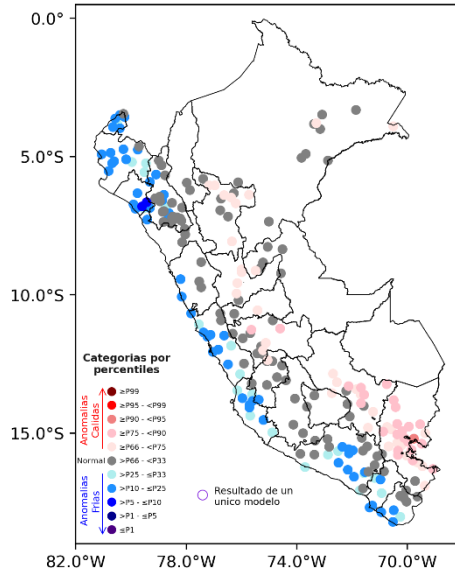 0.0°
5.0°S
10.0°S
15.0°S
82.0°W
78.0°W
74.0°W
70.0°W
Categorias por
percentiles
Anomalias
Calidas
≥P99
≥P95 - <P99
≥P90 - <P95
≥P75 - <P90
≥P66 - <P75
Normal
>P66 - <P33
Anomalias
Frias
>P25 - ≤P33
>P10 - ≤P25
>P5 - ≤P10
>P1 - ≤P5
≤P1
Resultado de un
unico modelo